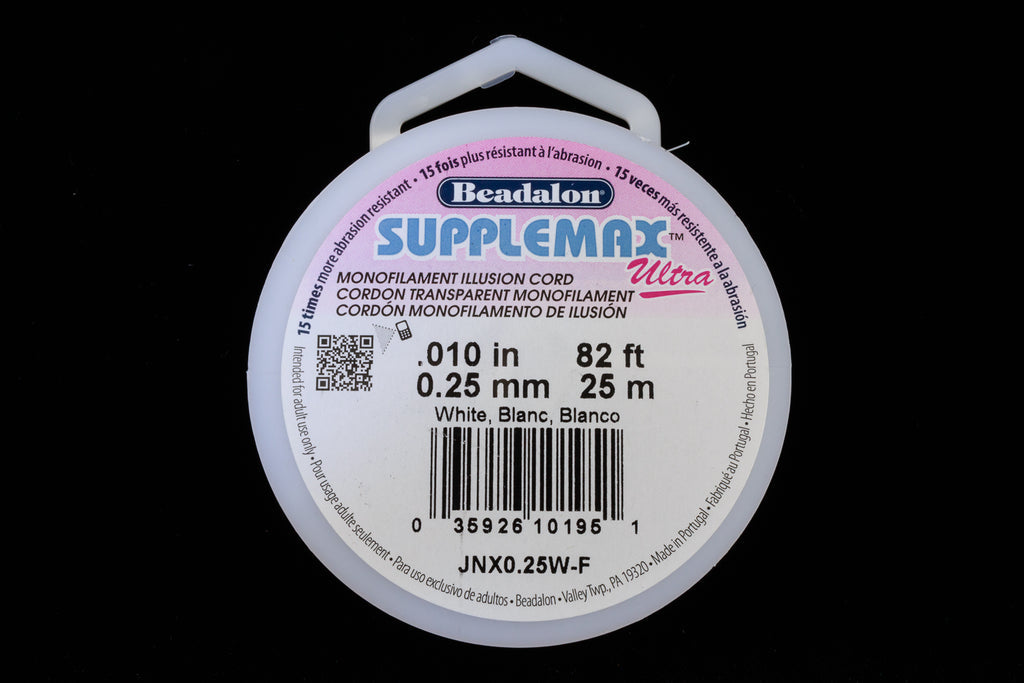 15 times more abrasion resistant • 15 fois plus résistant à l'abrasion • 15 veces más resistente a la abrasión
Beadalon®
SUPPLEMAX™
Ultra
MONOFILAMENT ILLUSION CORD
CORDON TRANSPARENT MONOFILAMENT
CORDÓN MONOFILAMENTO DE ILUSIÓN
.010 in 82 ft
0.25 mm 25 m
White, Blanc, Blanco
0 35926 10195 1
JNX0.25W-F
Intended for adult use only • Pour usage adulte seulement • Para uso exclusivo de adultos • Beadalon • Valley Twp., PA 19320 • Made in Portugal • Fabriqué au Portugal • Hecho en Portugal